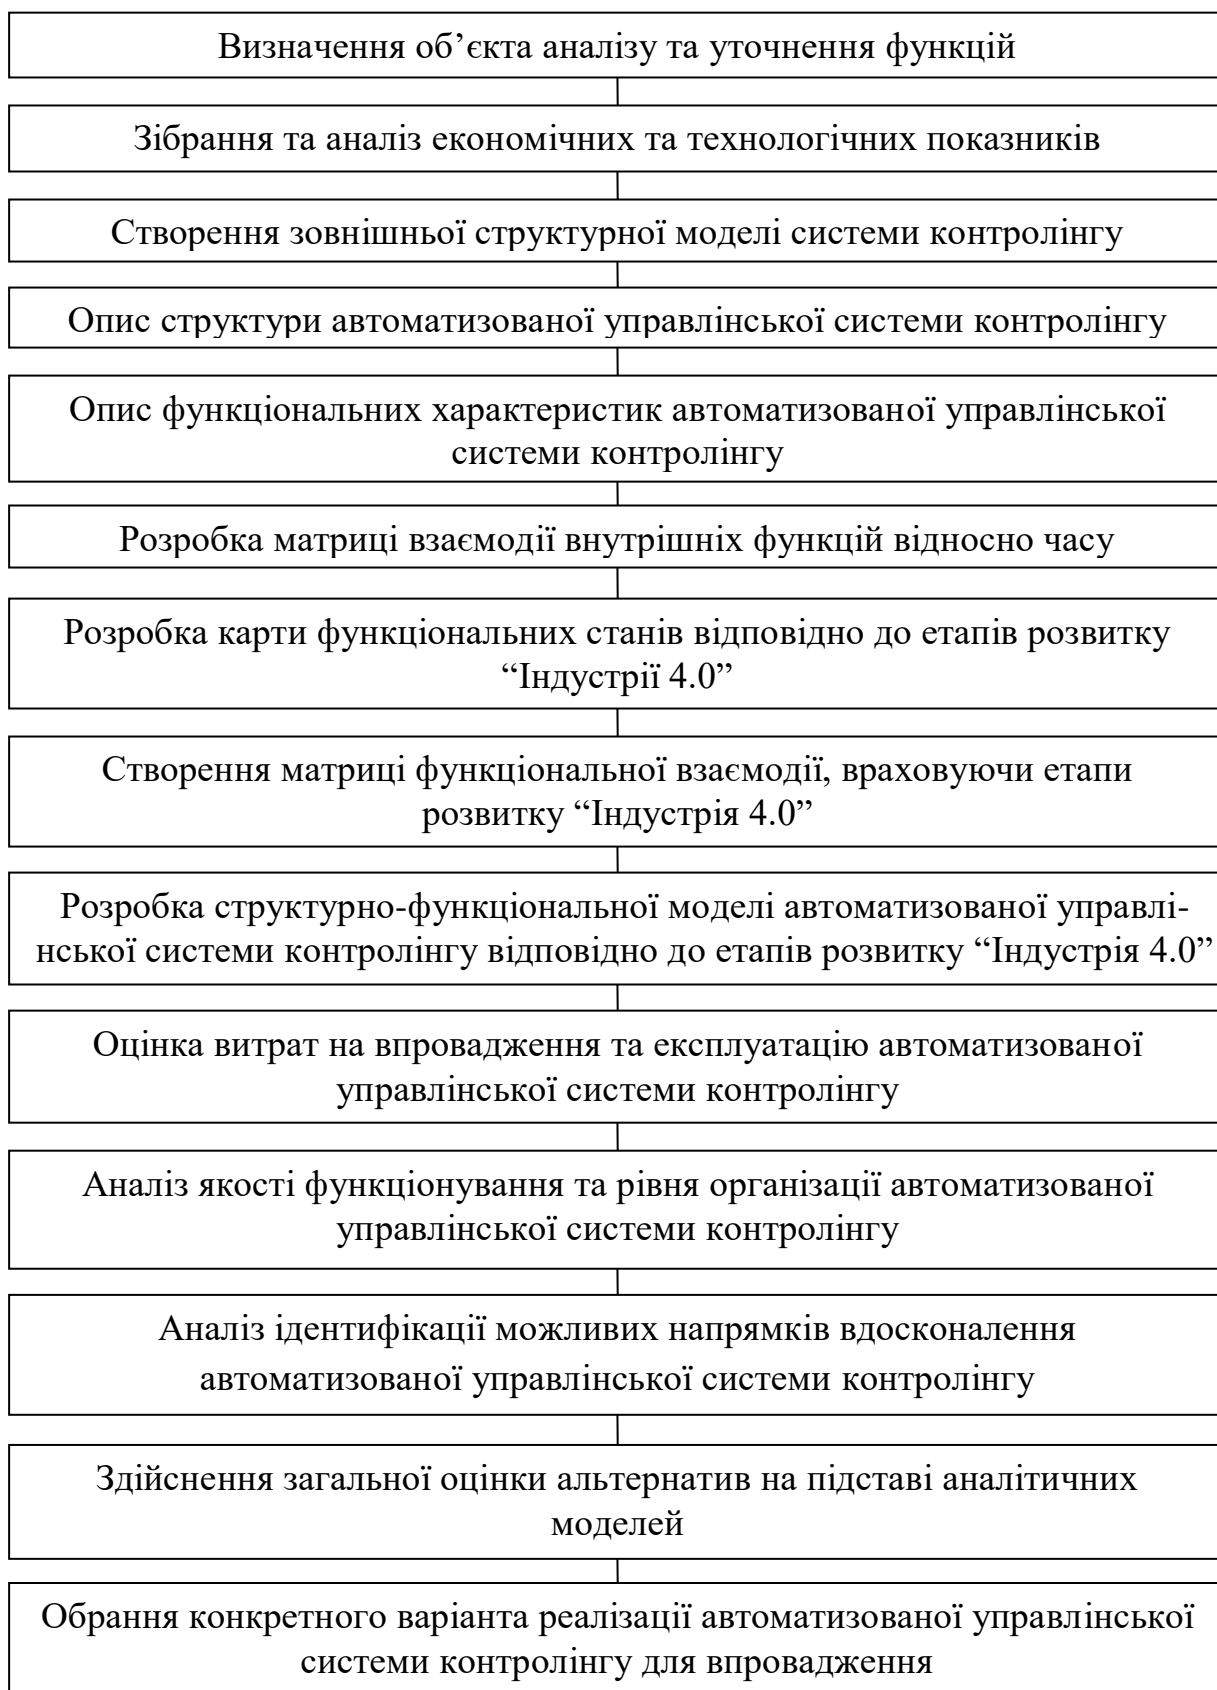 Визначення об’єкта аналізу та уточнення функцій
Зібрання та аналіз економічних та технологічних показників
Створення зовнішньої структурної моделі системи контролінгу
Опис структури автоматизованої управлінської системи контролінгу
Опис функціональних характеристик автоматизованої управлінської
системи контролінгу
Розробка матриці взаємодії внутрішніх функцій відносно часу
Розробка карти функціональних станів відповідно до етапів розвитку
“Індустрії 4.0”
Створення матриці функціональної взаємодії, враховуючи етапи
розвитку “Індустрія 4.0”
Розробка структурно-функціональної моделі автоматизованої управлі-
нської системи контролінгу відповідно до етапів розвитку “Індустрія 4.0”
Оцінка витрат на впровадження та експлуатацію автоматизованої
управлінської системи контролінгу
Аналіз якості функціонування та рівня організації автоматизованої
управлінської системи контролінгу
Аналіз ідентифікації можливих напрямків вдосконалення
автоматизованої управлінської системи контролінгу
Здійснення загальної оцінки альтернатив на підставі аналітичних
моделей
Обрання конкретного варіанта реалізації автоматизованої управлінської
системи контролінгу для впровадження